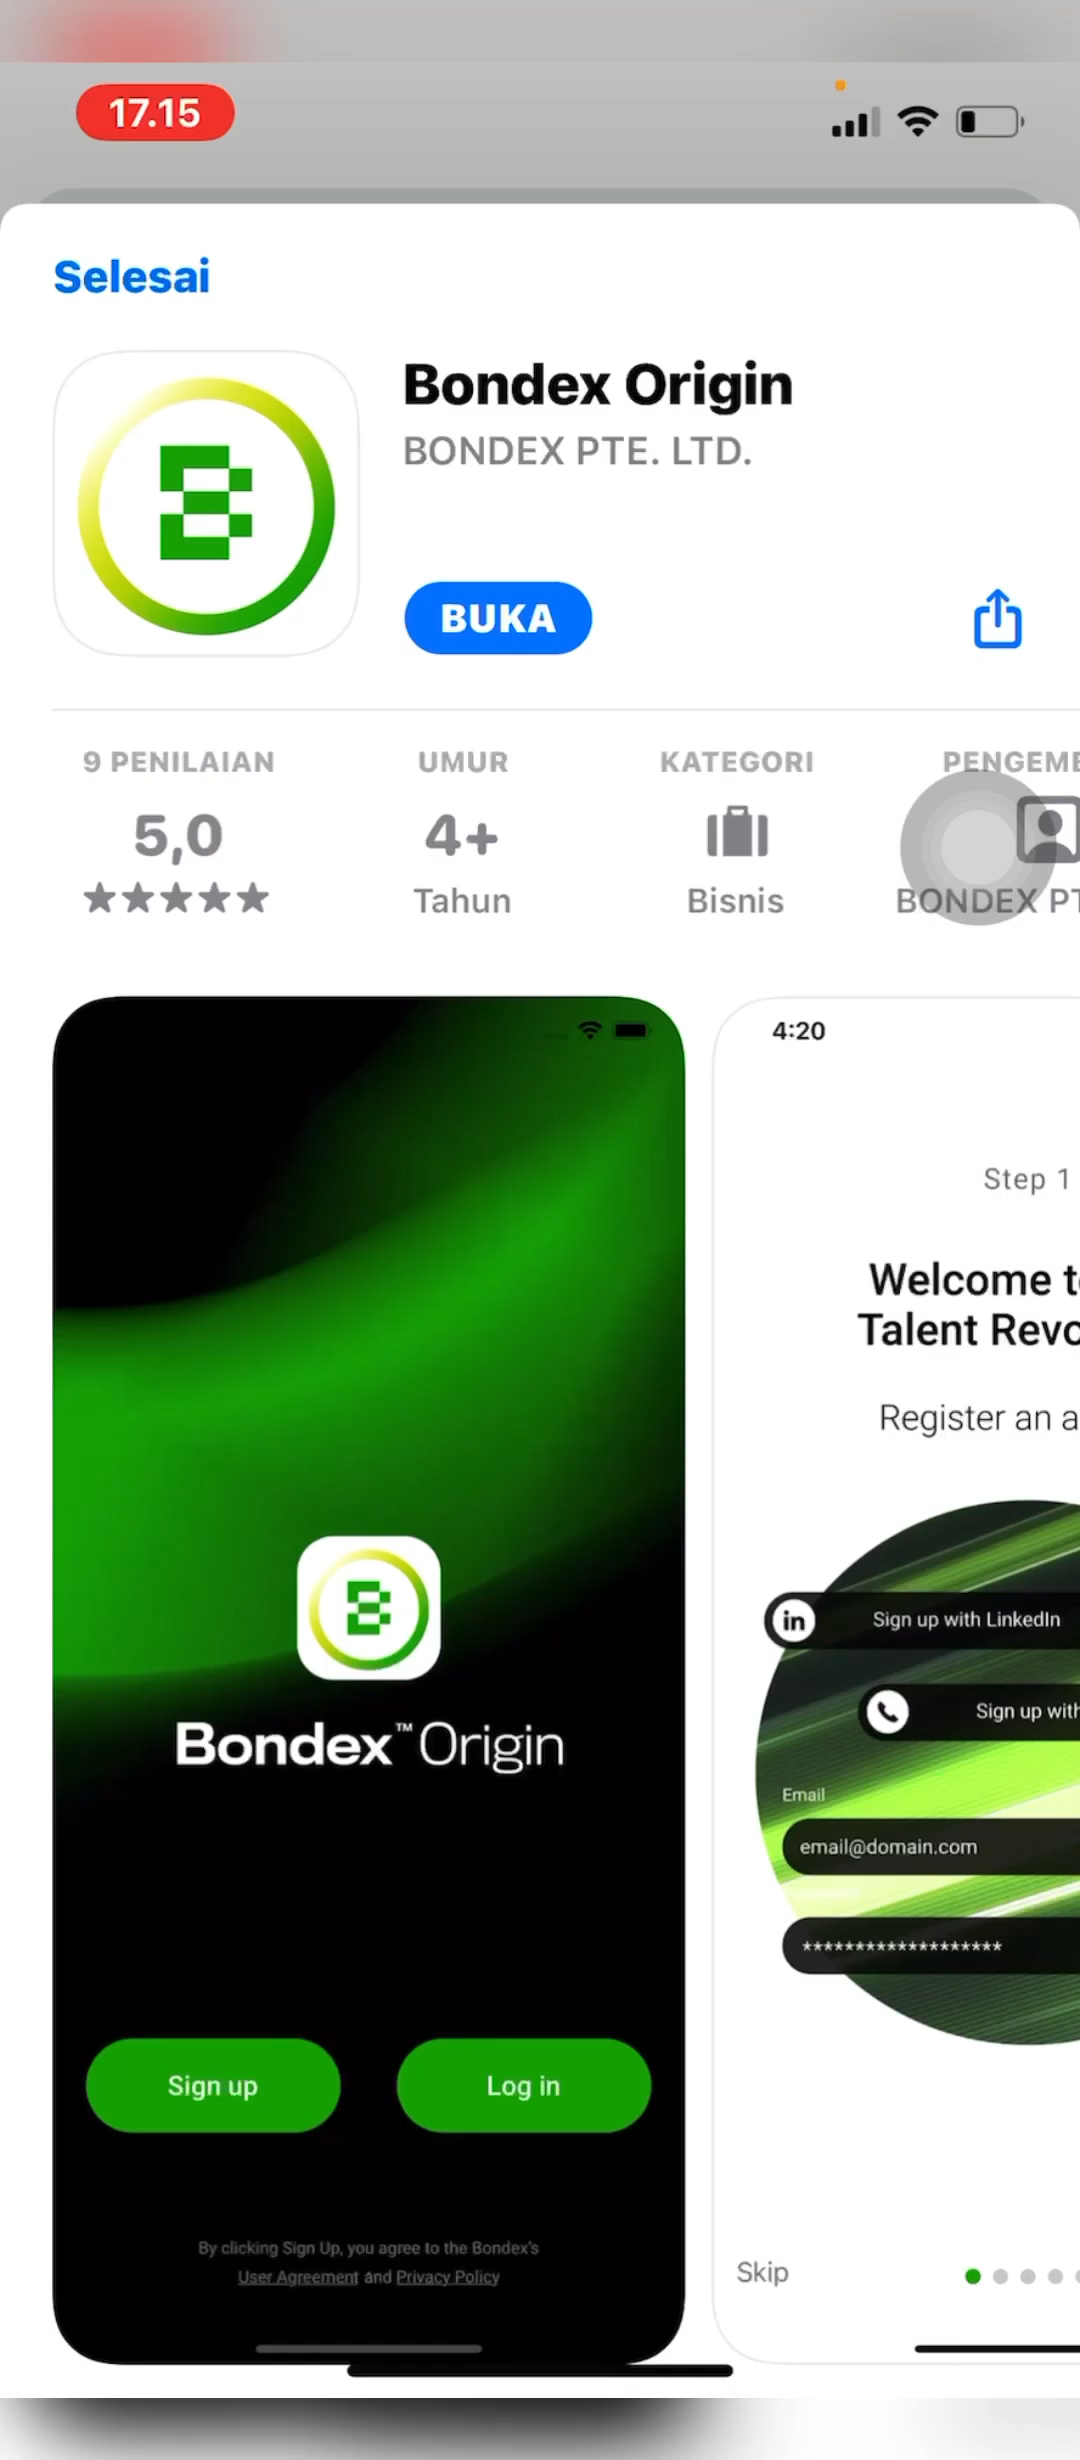 17.15
Selesai
Bondex Origin
BONDEX PTE. LTD.
BUKA
9 PENILAIAN
UMUR
KATEGORI
PENGEME
5,0
4+
Tahun
Bisnis
BONDEX PT
4:20
Step 1
Welcome to
Talent Revo
Register an a
in
Sign up with LinkedIn
Sign up with
Email
email@domain.com
*******************
Bondex™ Origin
Sign up
Log in
By clicking Sign Up, you agree to the Bondex's
User Agreement and Privacy Policy
Skip